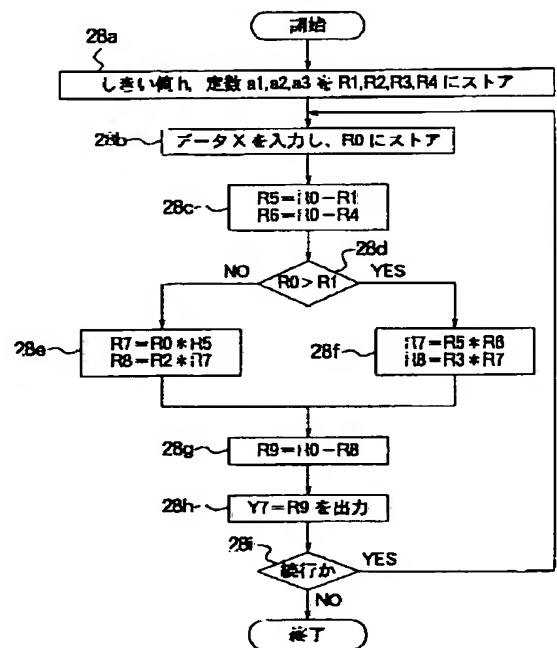 開始
28a
しきい値 h, 定数 a1,a2,a3 を R1,R2,R3,R4 にストア
28b
データ X を入力し、R0 にストア
28c
R5=R0-R1
R6=R0-R4
28d
NO
R0>R1
YES
28e
R7=R0*R5
R8=R2*R7
28f
R7=R5*R6
R8=R3*R7
28g
R9=R0-R8
28h
Y7=R9 を出力
28i
続行か
YES
NO
終了